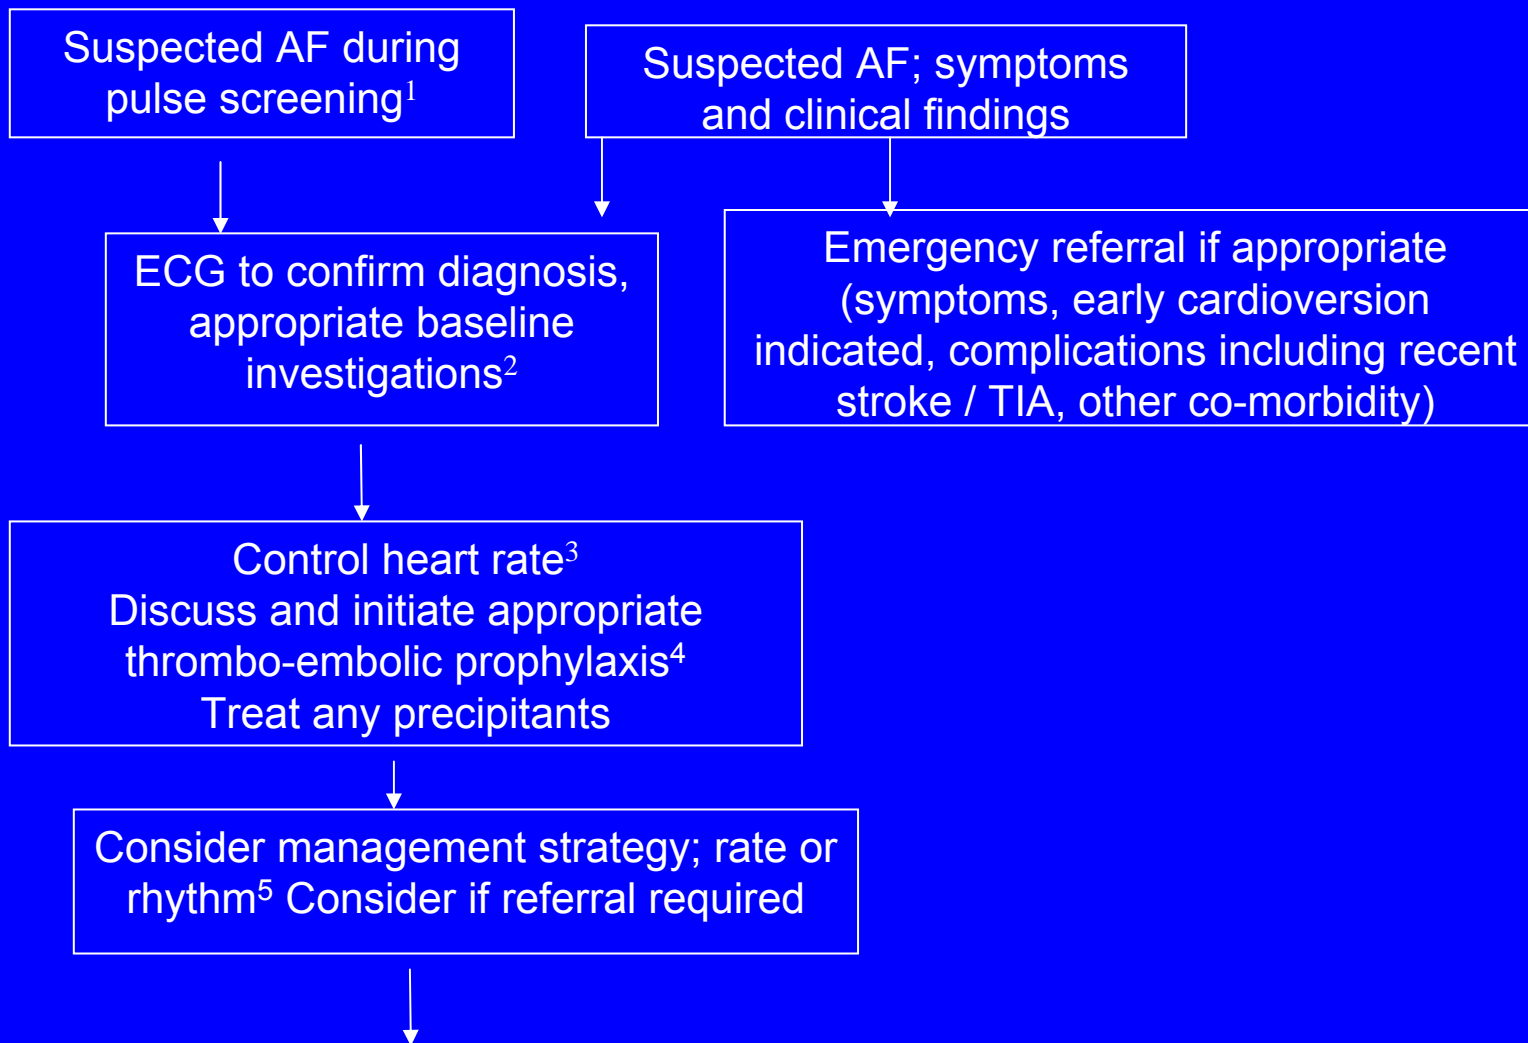 Suspected AF during
pulse screening¹
Suspected AF; symptoms
and clinical findings
ECG to confirm diagnosis,
appropriate baseline
investigations²
Emergency referral if appropriate
(symptoms, early cardioversion
indicated, complications including recent
stroke / TIA, other co-morbidity)
Control heart rate³
Discuss and initiate appropriate
thrombo-embolic prophylaxis⁴
Treat any precipitants
Consider management strategy; rate or
rhythm⁵ Consider if referral required